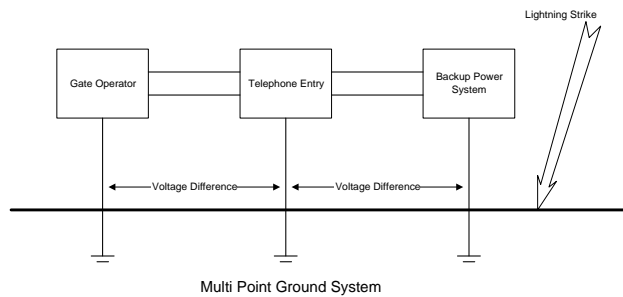 Lightning Strike
Gate Operator
Telephone Entry
Backup Power
System
Voltage Difference
Voltage Difference
Multi Point Ground System